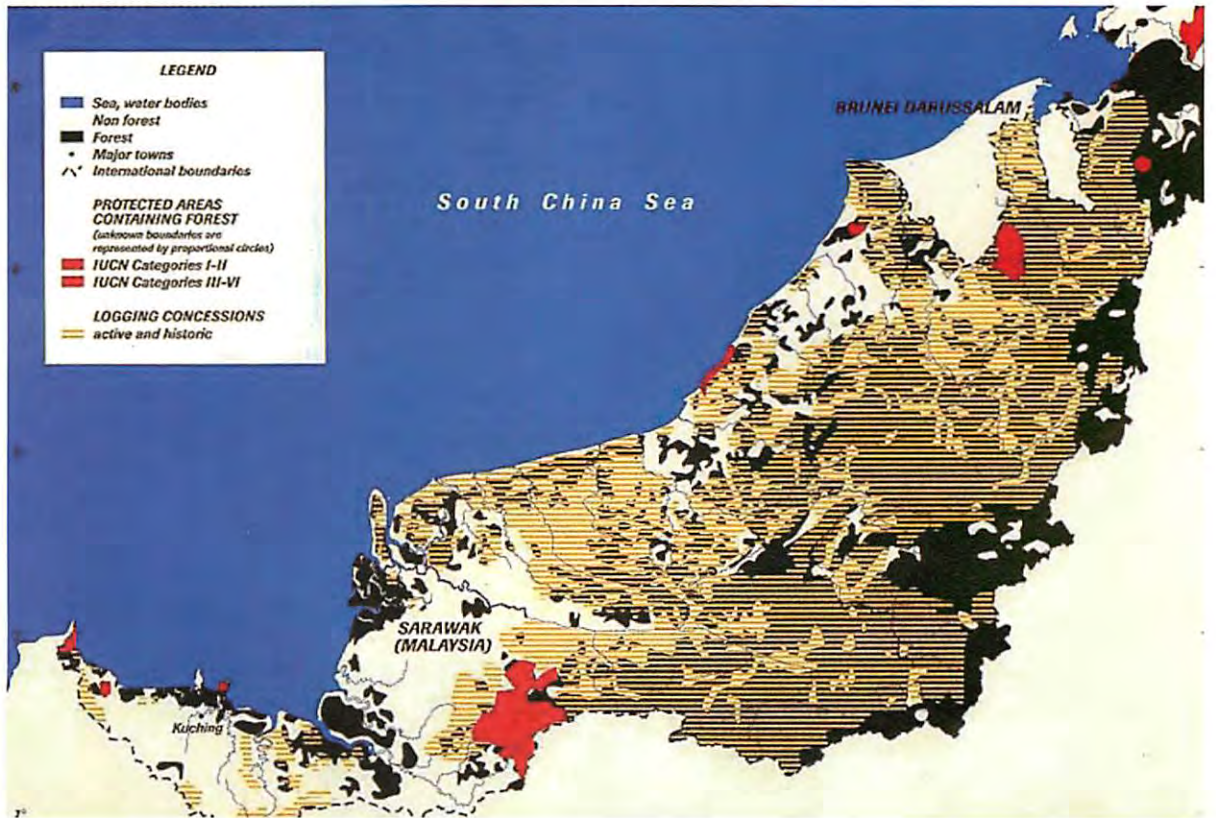 LEGEND
Sea, water bodies
Non forest
Forest
Major towns
International boundaries
PROTECTED AREAS
CONTAINING FOREST
(unknown boundaries are
represented by proportional circles)
IUCN Categories I-II
IUCN Categories III-VI
LOGGING CONCESSIONS
active and historic
BRUNEI DARUSSALAM
South China Sea
SARAWAK
(MALAYSIA)
Kuching